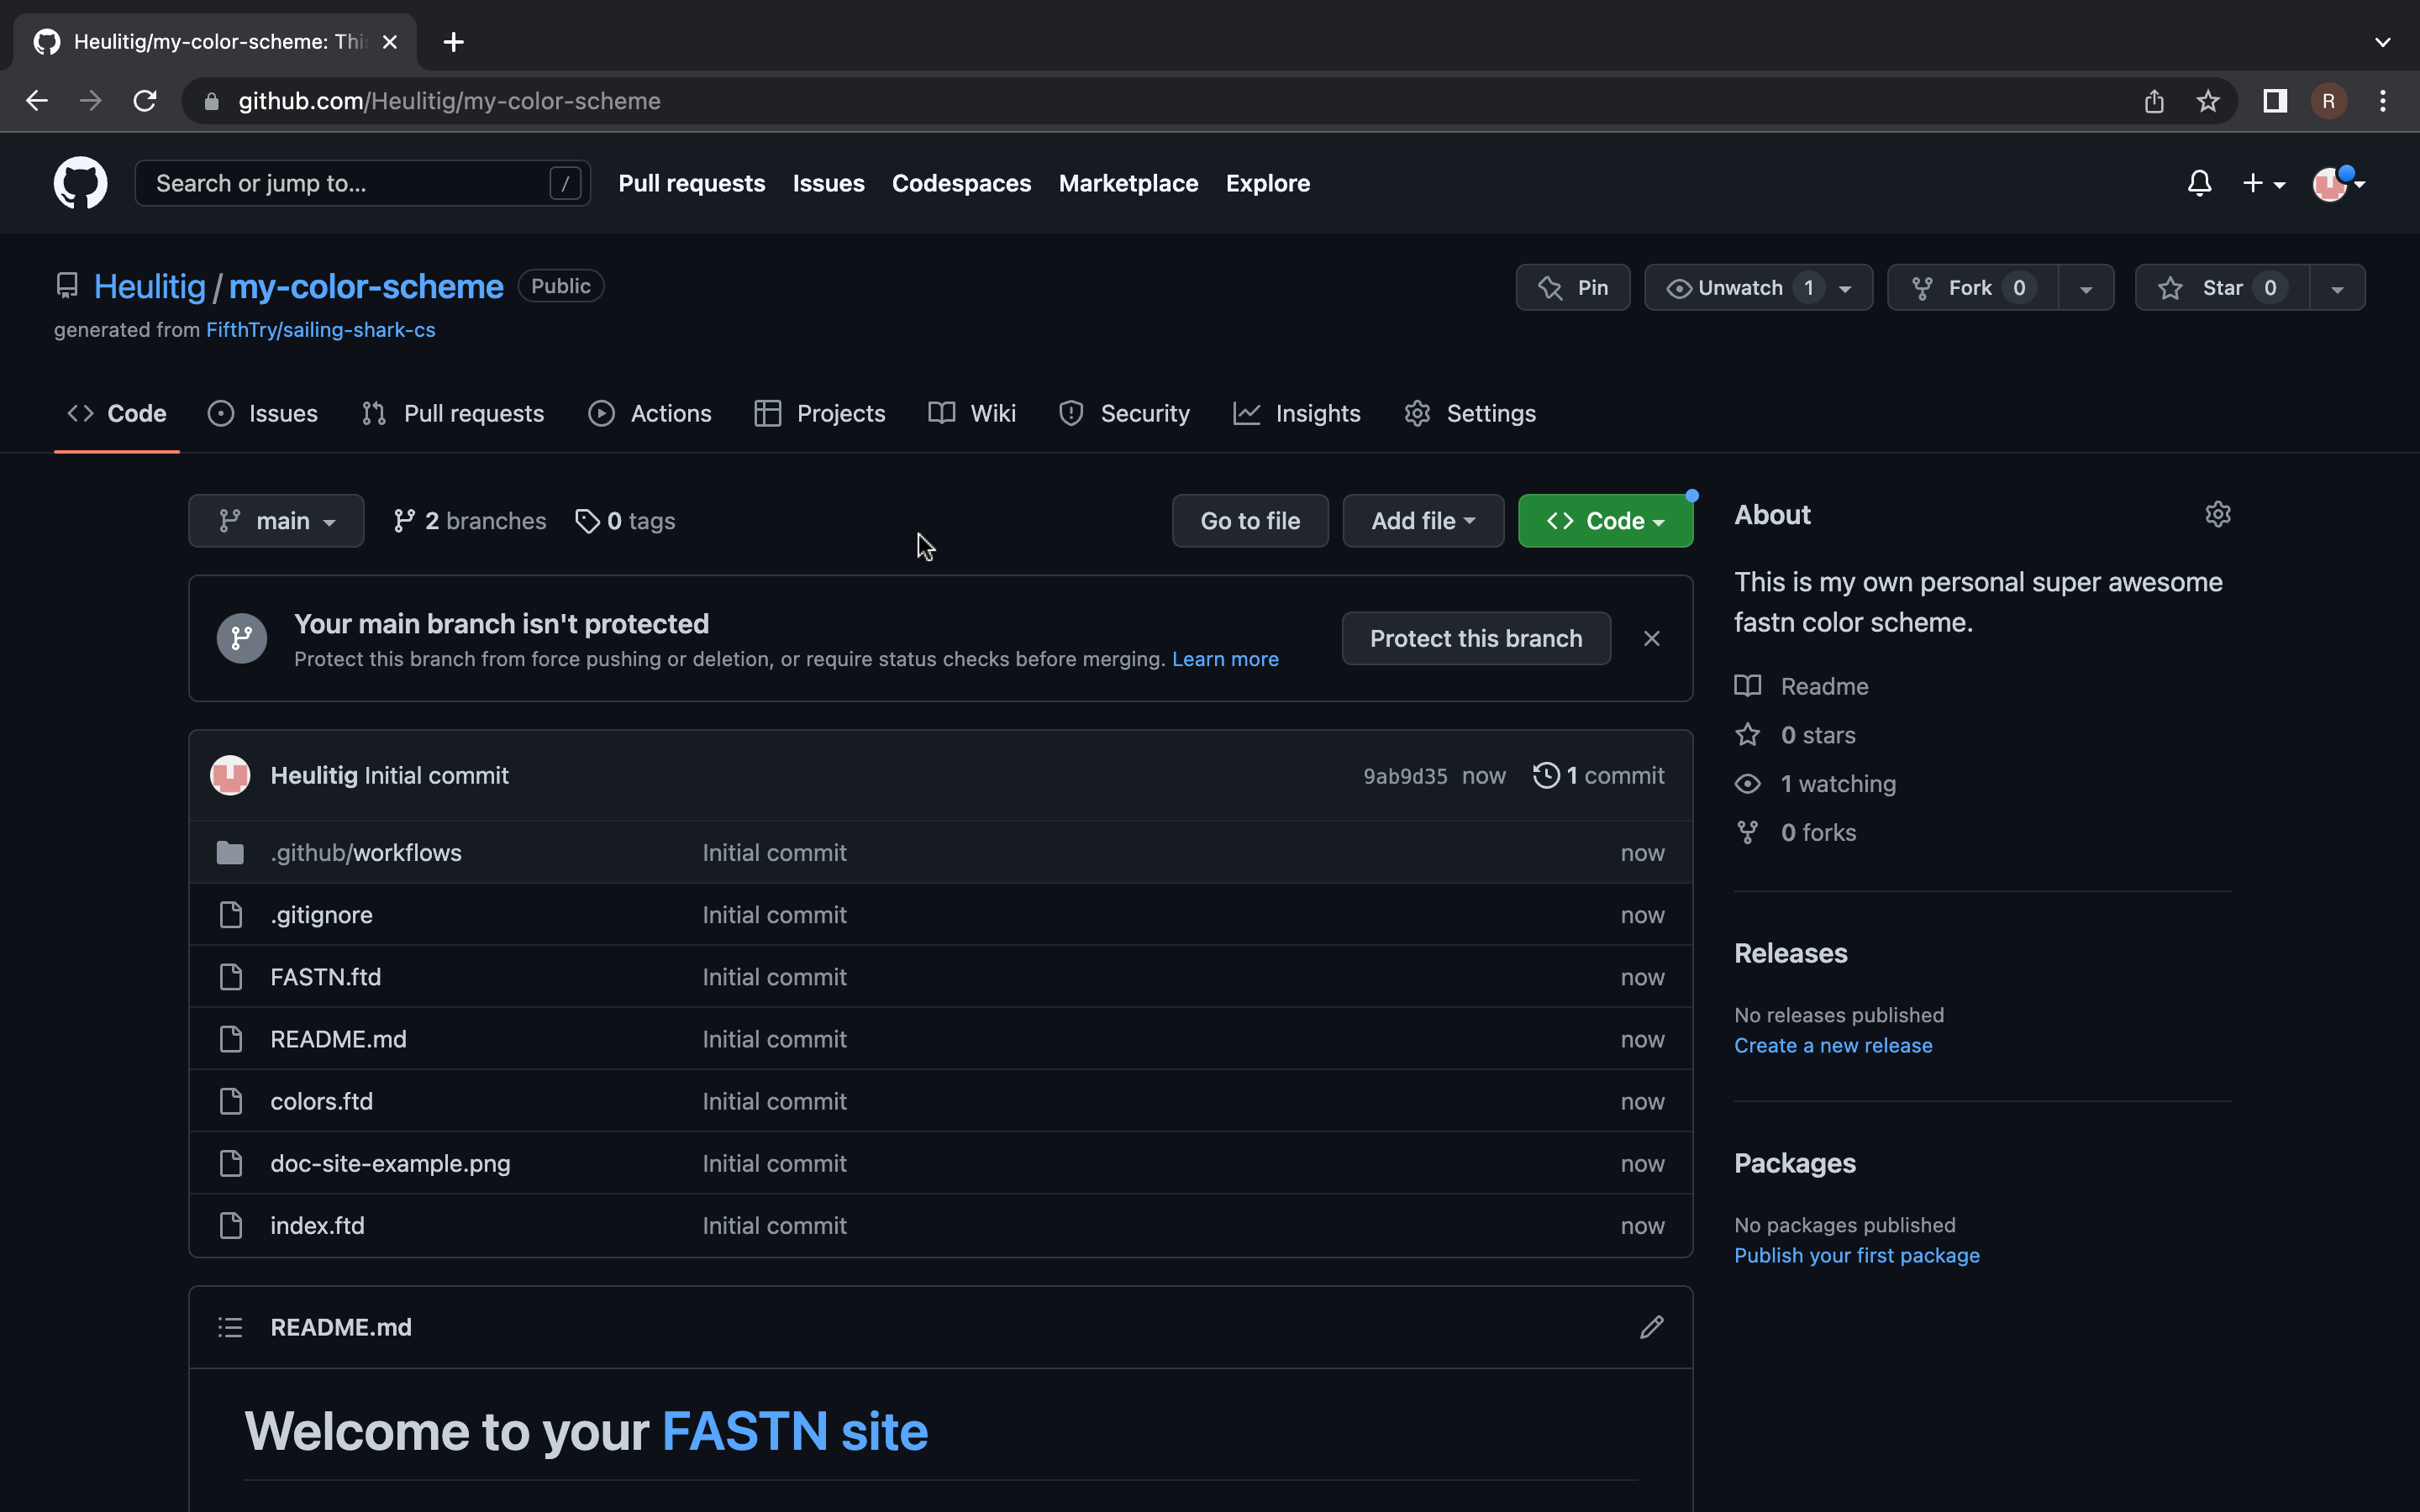 Heulitig/my-color-scheme: Thi
github.com/Heulitig/my-color-scheme
R
Search or jump to... /
Pull requests Issues Codespaces Marketplace Explore
Heulitig / my-color-scheme Public
Pin Unwatch 1 Fork 0 Star 0
generated from FifthTry/sailing-shark-cs
Code Issues Pull requests Actions Projects Wiki Security Insights Settings
main 2 branches 0 tags Go to file Add file Code
Your main branch isn't protected
Protect this branch from force pushing or deletion, or require status checks before merging. Learn more
Protect this branch
Heulitig Initial commit 9ab9d35 now 1 commit
.github/workflows Initial commit now
.gitignore Initial commit now
FASTN.ftd Initial commit now
README.md Initial commit now
colors.ftd Initial commit now
doc-site-example.png Initial commit now
index.ftd Initial commit now
README.md
Welcome to your FASTN site
About
This is my own personal super awesome
fastn color scheme.
Readme
0 stars
1 watching
0 forks
Releases
No releases published
Create a new release
Packages
No packages published
Publish your first package